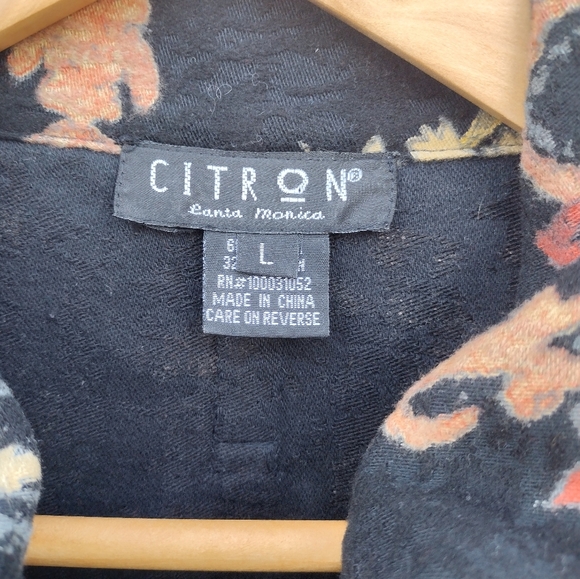 CITRON®
Santa Monica
L
RN#100031052
MADE IN CHINA
CARE ON REVERSE